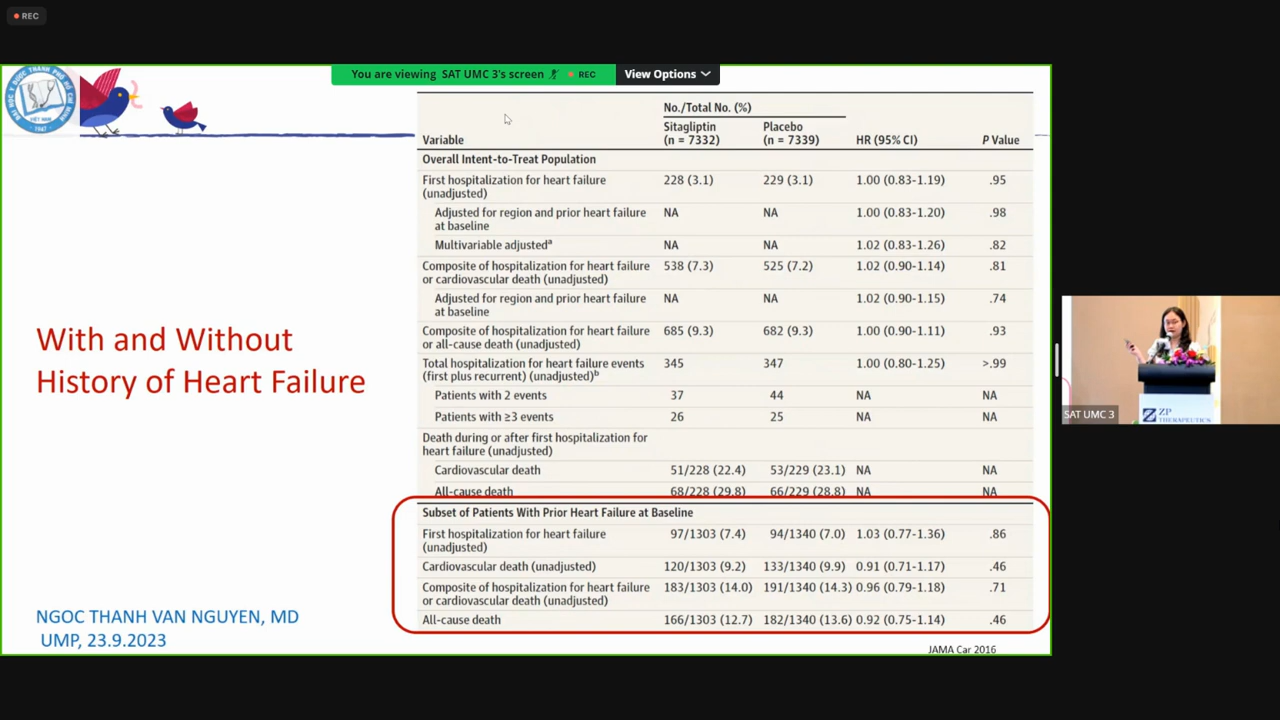 REC
You are viewing SAT UMC 3's screen REC
View Options
VIỆT NAM
1947
No./Total No. (%)
Variable Sitagliptin (n = 7332) Placebo (n = 7339) HR (95% CI) P Value
Overall Intent-to-Treat Population
First hospitalization for heart failure (unadjusted) 228 (3.1) 229 (3.1) 1.00 (0.83-1.19) .95
Adjusted for region and prior heart failure at baseline NA NA 1.00 (0.83-1.20) .98
Multivariable adjustedª NA NA 1.02 (0.83-1.26) .82
Composite of hospitalization for heart failure or cardiovascular death (unadjusted) 538 (7.3) 525 (7.2) 1.02 (0.90-1.14) .81
Adjusted for region and prior heart failure at baseline NA NA 1.02 (0.90-1.15) .74
Composite of hospitalization for heart failure or all-cause death (unadjusted) 685 (9.3) 682 (9.3) 1.00 (0.90-1.11) .93
Total hospitalization for heart failure events (first plus recurrent) (unadjusted)ᵇ 345 347 1.00 (0.80-1.25) >.99
Patients with 2 events 37 44 NA NA
Patients with ≥3 events 26 25 NA NA
Death during or after first hospitalization for heart failure (unadjusted)
Cardiovascular death 51/228 (22.4) 53/229 (23.1) NA NA
All-cause death 68/228 (29.8) 66/229 (28.8) NA NA
Subset of Patients With Prior Heart Failure at Baseline
First hospitalization for heart failure (unadjusted) 97/1303 (7.4) 94/1340 (7.0) 1.03 (0.77-1.36) .86
Cardiovascular death (unadjusted) 120/1303 (9.2) 133/1340 (9.9) 0.91 (0.71-1.17) .46
Composite of hospitalization for heart failure or cardiovascular death (unadjusted) 183/1303 (14.0) 191/1340 (14.3) 0.96 (0.79-1.18) .71
All-cause death 166/1303 (12.7) 182/1340 (13.6) 0.92 (0.75-1.14) .46
With and Without
History of Heart Failure
NGOC THANH VAN NGUYEN, MD
UMP, 23.9.2023
JAMA Car 2016
SAT UMC 3
ZP
THERAPEUTICS